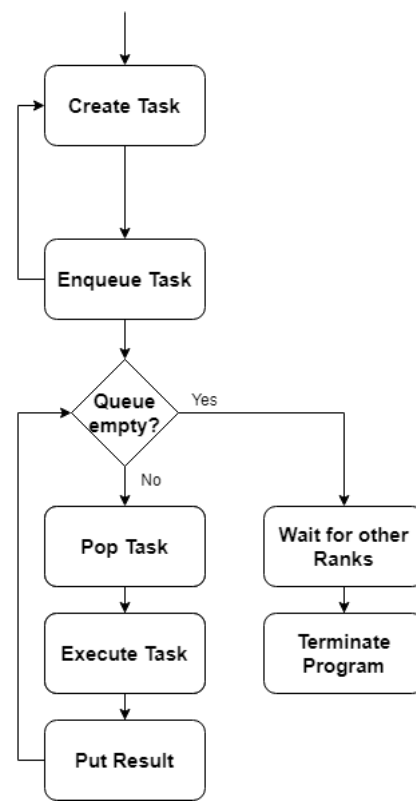 Create Task
Enqueue Task
Queue
empty?
Yes
No
Pop Task
Wait for other
Ranks
Execute Task
Terminate
Program
Put Result